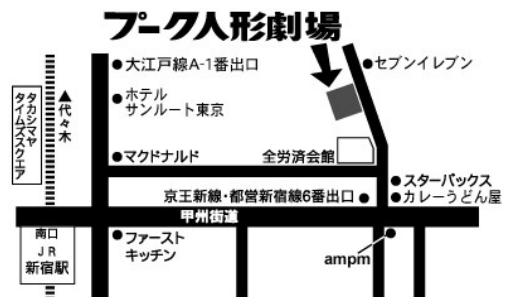 プーク人形劇場
大江戸線A-1番出口
セブンイレブン
ホテル
サンルート東京
タカシマヤ
タイムズスクエア
▲代々木
マクドナルド
全労済会館
スターバックス
京王新線・都営新宿線6番出口
カレーうどん屋
甲州街道
南口
JR
新宿駅
ファースト
キッチン
ampm